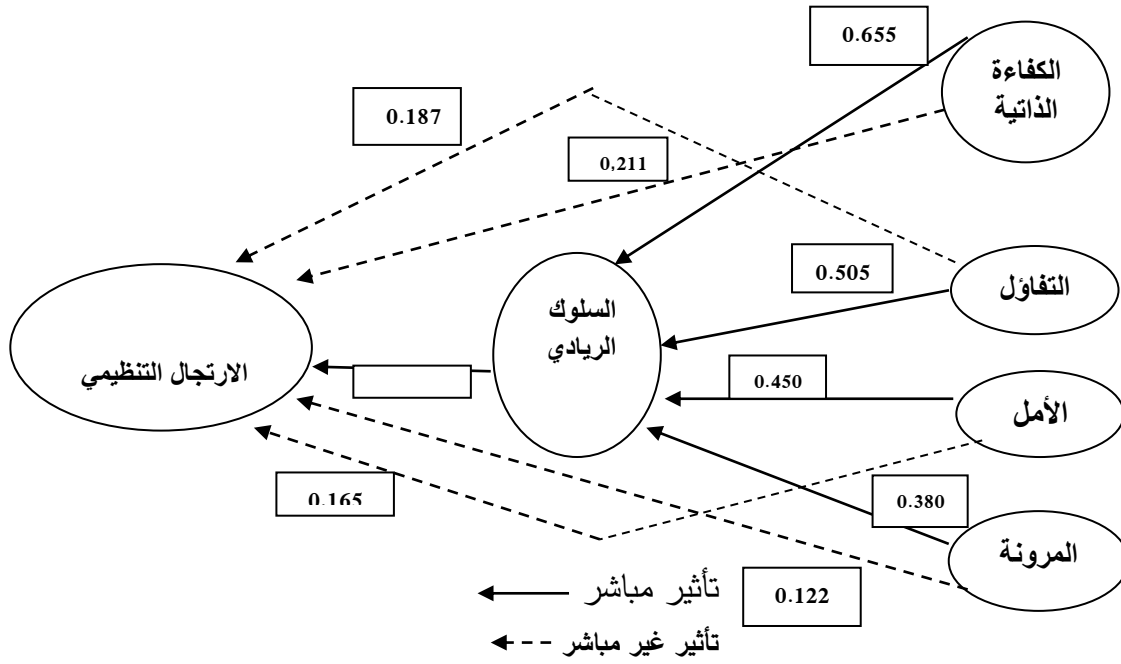 0.655
الكفاءة
الذاتية
0.187
0,211
0.505
التفاؤل
السلوك
الريادي
الارتجال التنظيمي
0.450
الأمل
0.165
0.380
المرونة
0.122
تأثير مباشر
تأثير غير مباشر